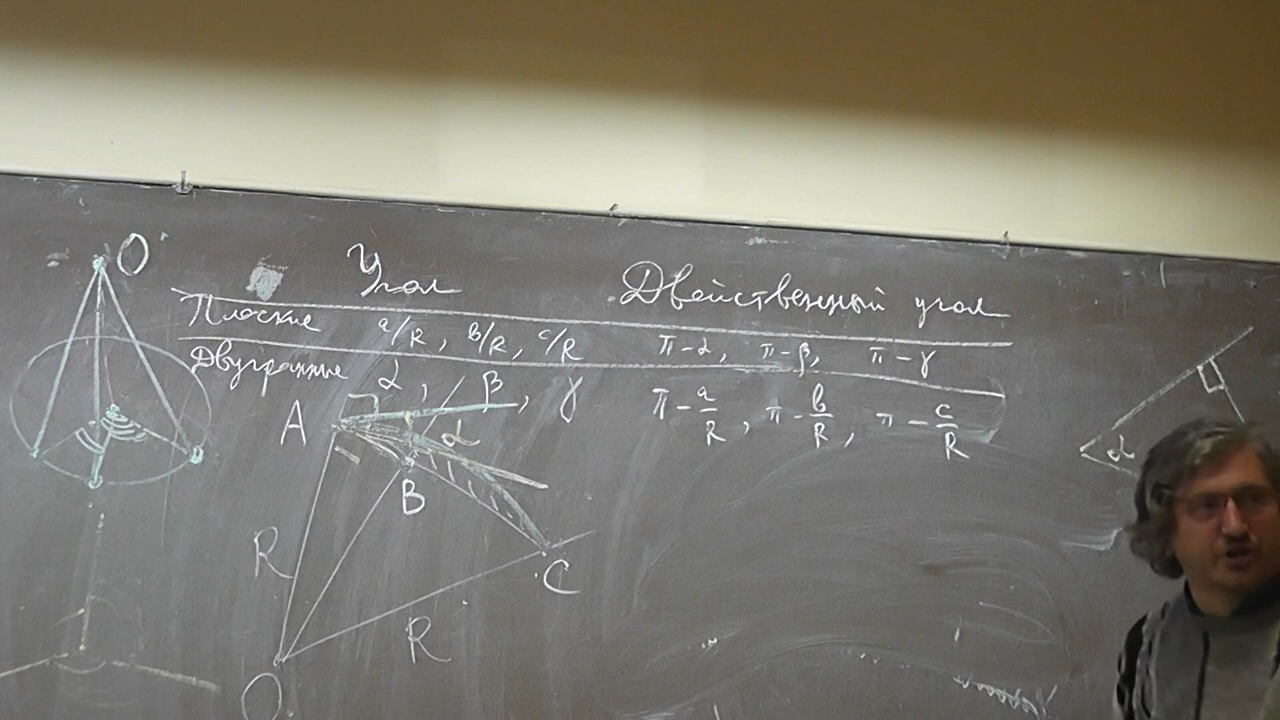 O
Угол Двойственный угол
Плоские a/R, b/R, c/R π-α, π-β, π-γ
Двугранные α, β, γ π-a/R, π-b/R, π-c/R
A
α
α
B
R
C
R
O